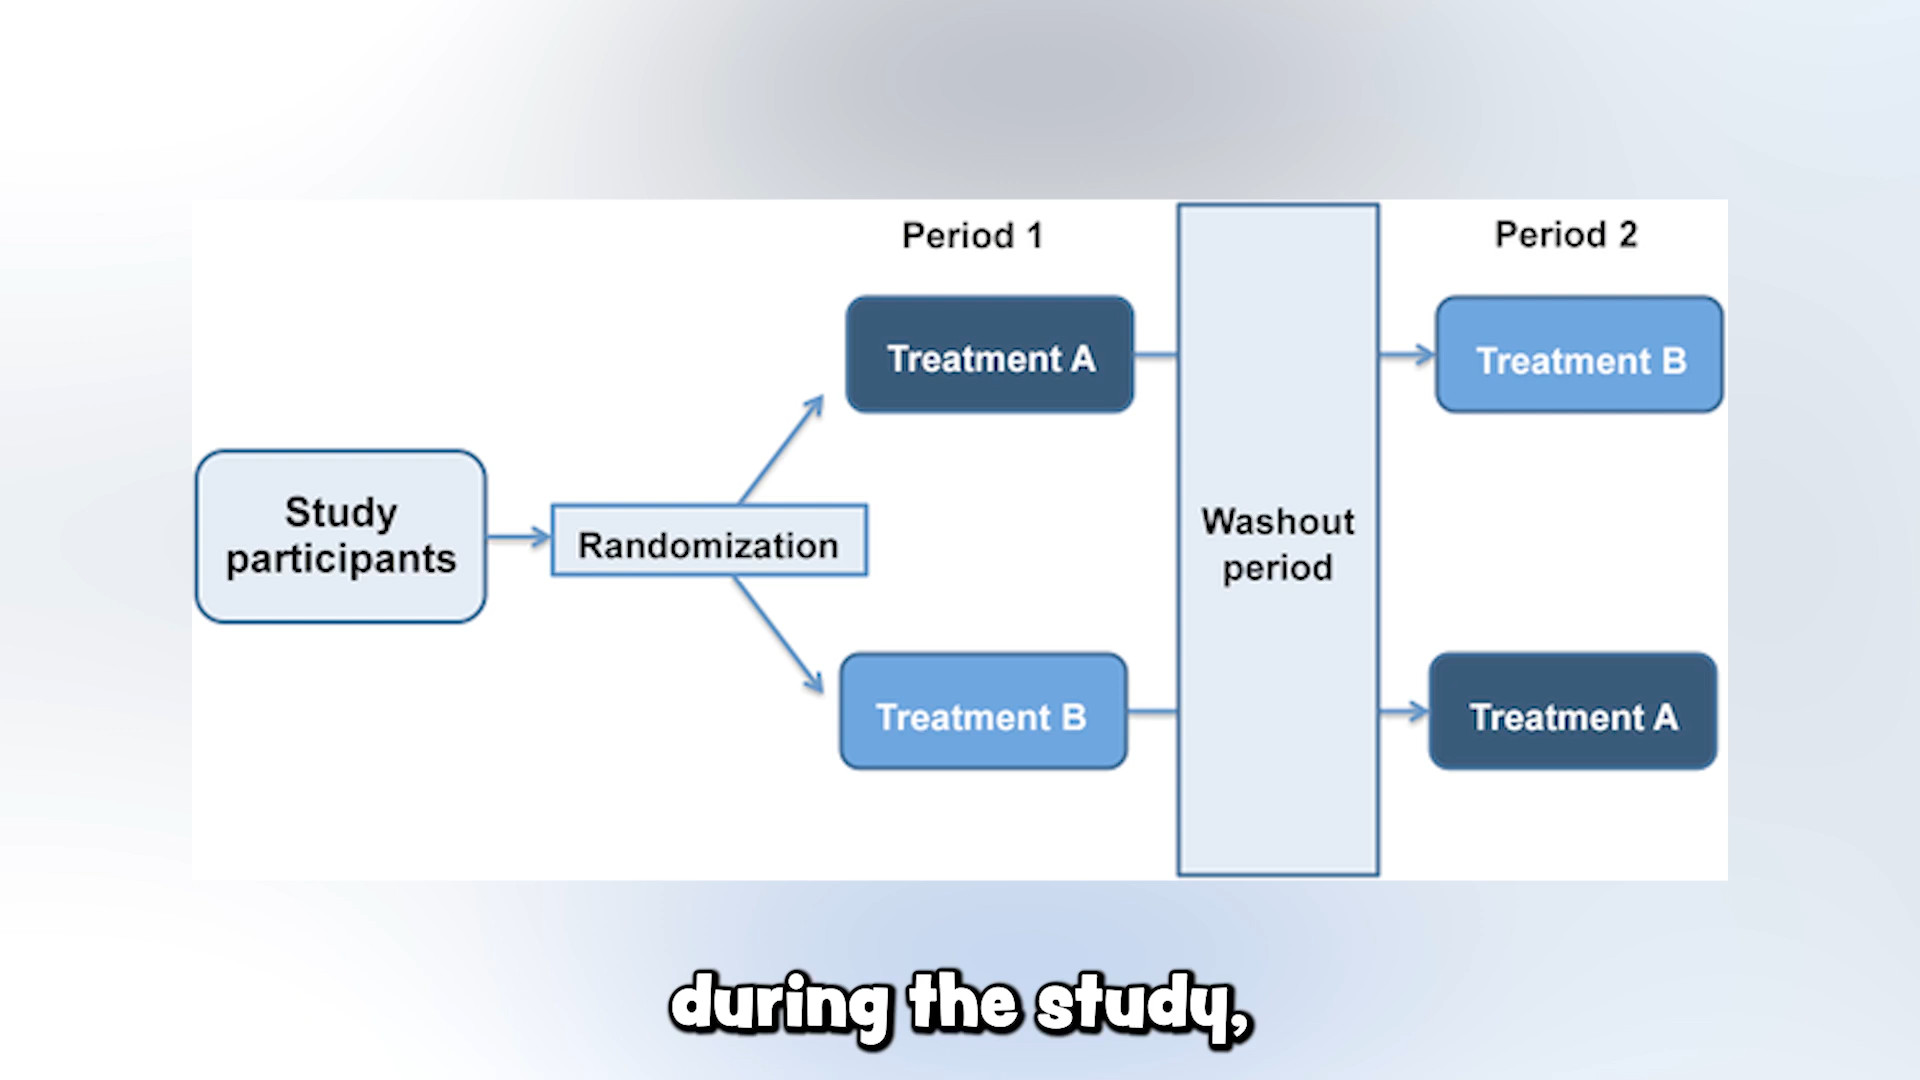 Period 1
Period 2
Treatment A
Treatment B
Study
participants
Randomization
Washout
period
Treatment B
Treatment A
during the study,